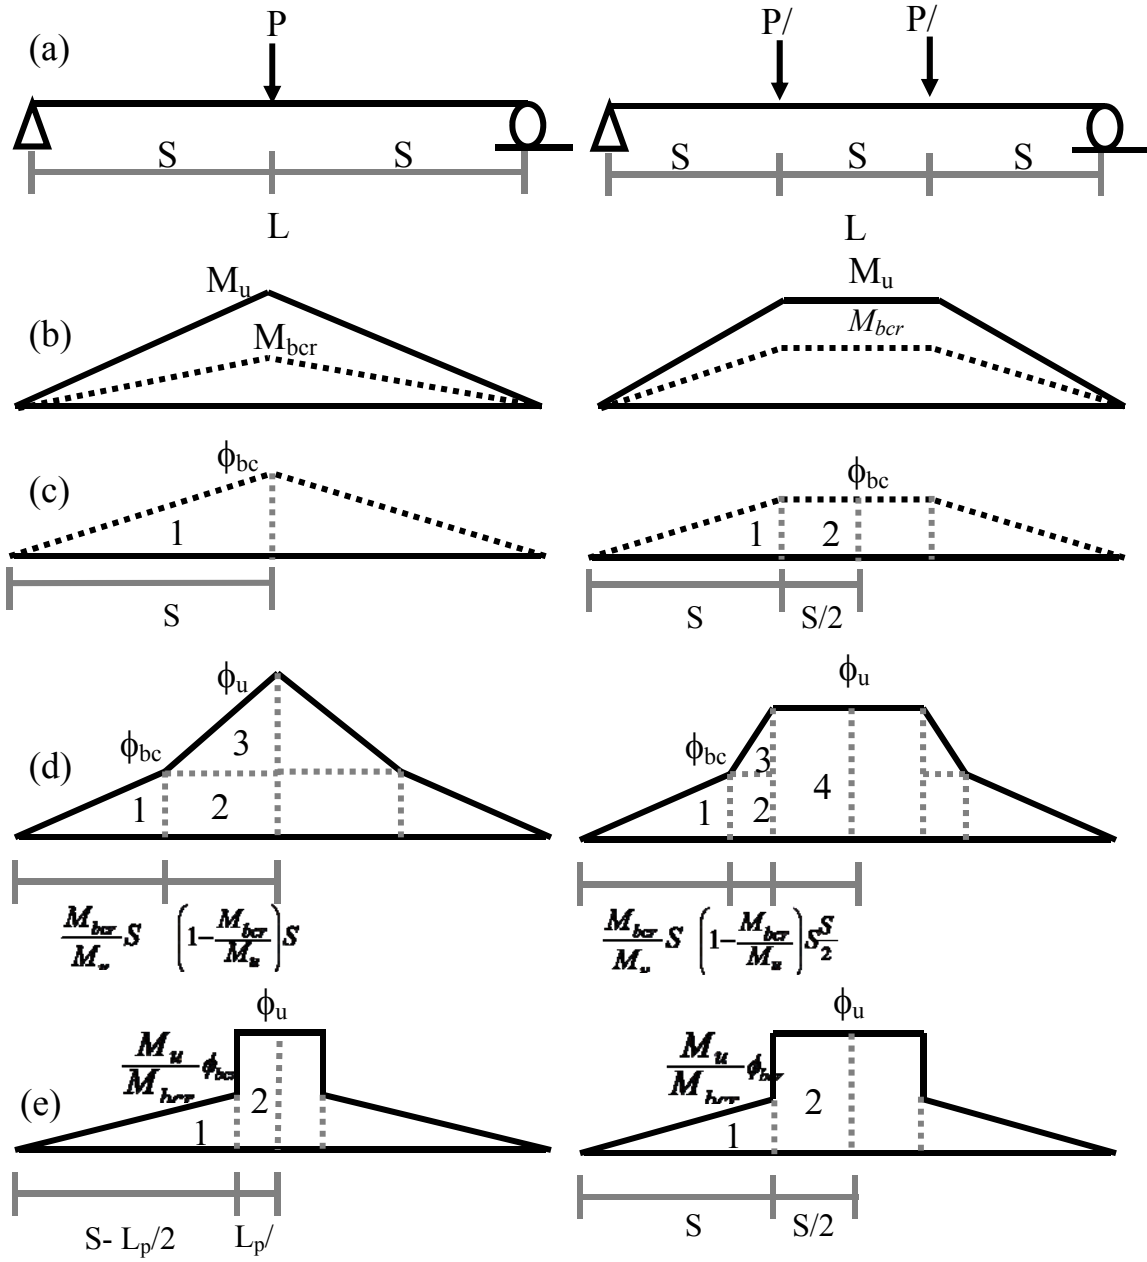 (a) P P/ P/
S S S S S
L L
(b) M_u M_u
M_bcr M_bcr
(c) ϕ_bc ϕ_bc
1 1 2
S S S/2
(d) ϕ_u ϕ_u
ϕ_bc 3 ϕ_bc 3
1 2 1 2 4
M_bcr/M_u S (1-M_bcr/M_u)S M_bcr/M_u S (1-M_bcr/M_u)S S/2
ϕ_u ϕ_u
(e) M_u/M_bcr ϕ_bcr M_u/M_bcr ϕ_bcr
1 2 1 2
S- L_p/2 L_p/ S S/2